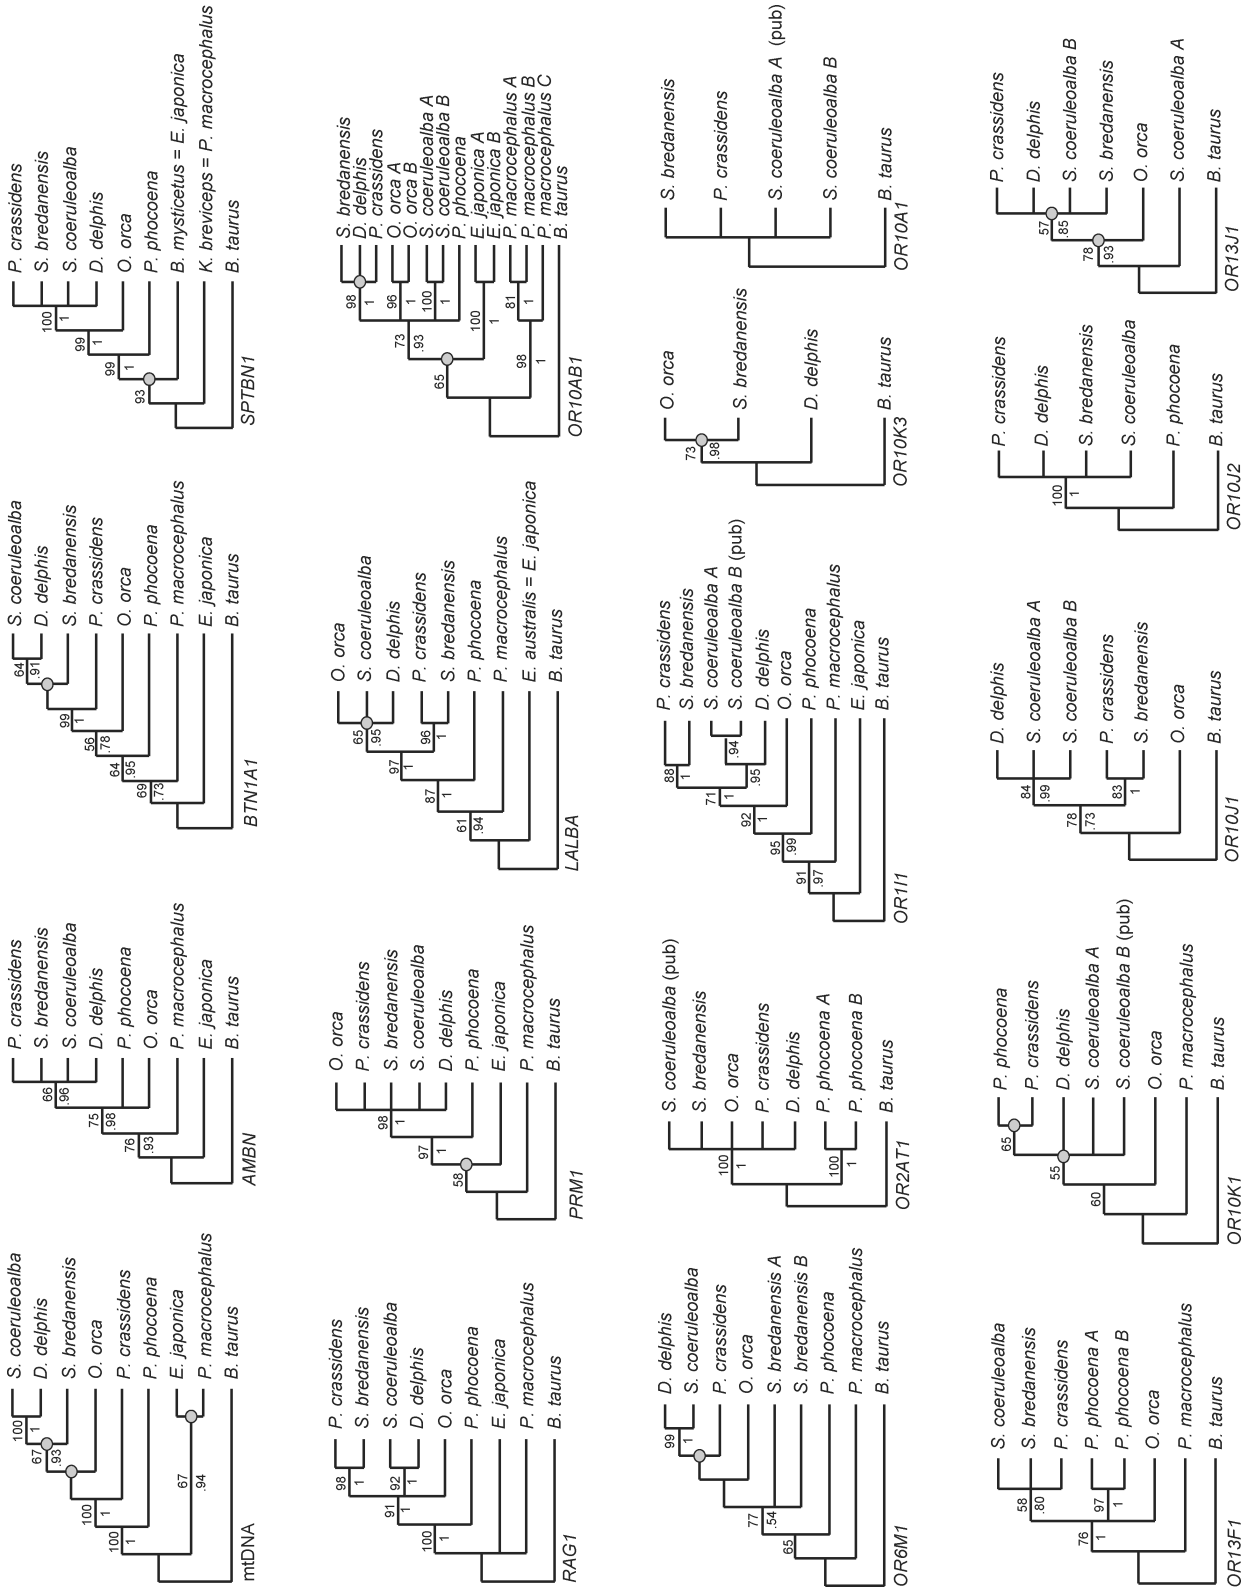 S. coeruleoalba
D. delphis
S. bredanensis
O. orca
P. crassidens
P. phocoena
E. japonica
P. macrocephalus
B. taurus
100
1
67
.93
100
1
100
1
67
.94
mtDNA
P. crassidens
S. bredanensis
S. coeruleoalba
D. delphis
P. phocoena
O. orca
P. macrocephalus
E. japonica
B. taurus
66
.96
75
.98
76
.93
AMBN
S. coeruleoalba
D. delphis
S. bredanensis
P. crassidens
O. orca
P. phocoena
P. macrocephalus
E. japonica
B. taurus
64
.91
99
1
56
.78
64
.95
69
.73
BTN1A1
P. crassidens
S. bredanensis
S. coeruleoalba
D. delphis
O. orca
P. phocoena
B. mysticetus = E. japonica
K. breviceps = P. macrocephalus
B. taurus
100
1
99
1
99
1
93
SPTBN1
P. crassidens
S. bredanensis
S. coeruleoalba
D. delphis
O. orca
P. phocoena
E. japonica
P. macrocephalus
B. taurus
98
1
92
1
91
1
100
1
RAG1
O. orca
P. crassidens
S. bredanensis
S. coeruleoalba
D. delphis
P. phocoena
E. japonica
P. macrocephalus
B. taurus
98
1
97
1
58
PRM1
O. orca
S. coeruleoalba
D. delphis
P. crassidens
S. bredanensis
P. phocoena
P. macrocephalus
E. australis = E. japonica
B. taurus
65
.95
96
1
97
1
87
1
61
.94
LALBA
S. bredanensis
D. delphis
P. crassidens
O. orca A
O. orca B
S. coeruleoalba A
S. coeruleoalba B
P. phocoena
E. japonica A
E. japonica B
P. macrocephalus A
P. macrocephalus B
P. macrocephalus C
B. taurus
98
1
96
1
100
1
73
.93
100
1
65
81
1
98
1
OR10AB1
D. delphis
S. coeruleoalba
P. crassidens
O. orca
S. bredanensis A
S. bredanensis B
P. phocoena
P. macrocephalus
B. taurus
99
1
77
.54
65
OR6M1
S. coeruleoalba (pub)
S. bredanensis
O. orca
P. crassidens
D. delphis
P. phocoena A
P. phocoena B
B. taurus
100
1
100
1
OR2AT1
P. crassidens
S. bredanensis
S. coeruleoalba A
S. coeruleoalba B (pub)
D. delphis
O. orca
P. phocoena
P. macrocephalus
E. japonica
B. taurus
88
1
.94
.95
71
1
92
1
95
.99
91
.97
OR1I1
O. orca
S. bredanensis
D. delphis
B. taurus
73
.98
OR10K3
S. bredanensis
P. crassidens
S. coeruleoalba A (pub)
S. coeruleoalba B
B. taurus
OR10A1
S. coeruleoalba
S. bredanensis
P. crassidens
P. phocoena A
P. phocoena B
O. orca
P. macrocephalus
B. taurus
58
.80
97
1
76
1
OR13F1
P. phocoena
P. crassidens
D. delphis
S. coeruleoalba A
S. coeruleoalba B (pub)
O. orca
P. macrocephalus
B. taurus
65
55
60
OR10K1
D. delphis
S. coeruleoalba A
S. coeruleoalba B
P. crassidens
S. bredanensis
O. orca
B. taurus
84
.99
83
1
78
.73
OR10J1
P. crassidens
D. delphis
S. bredanensis
S. coeruleoalba
P. phocoena
B. taurus
100
1
OR10J2
P. crassidens
D. delphis
S. coeruleoalba B
S. bredanensis
O. orca
S. coeruleoalba A
B. taurus
57
.85
78
.93
OR13J1